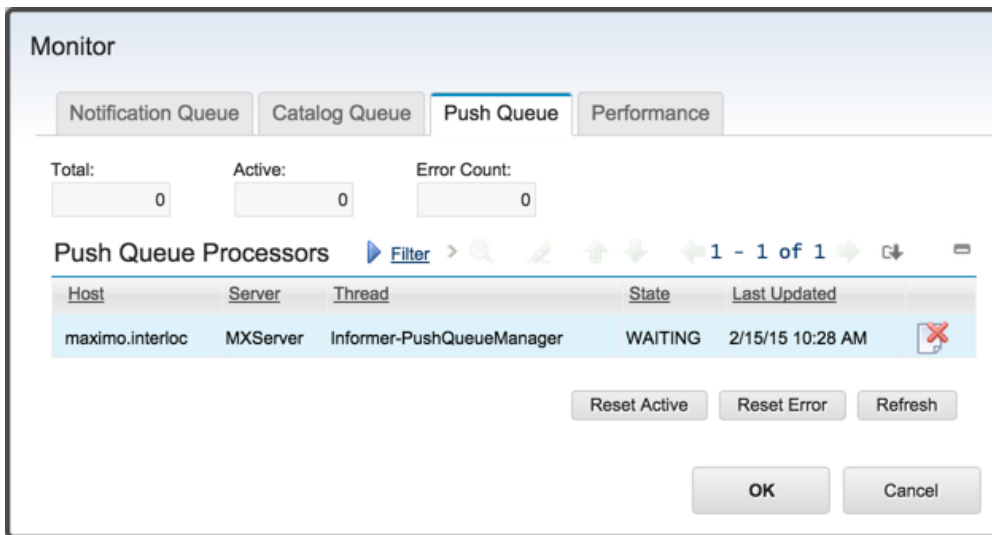 Monitor
Notification Queue Catalog Queue Push Queue Performance
Total: Active: Error Count:
0 0 0
Push Queue Processors Filter 1 - 1 of 1
Host Server Thread State Last Updated
maximo.interloc MXServer Informer-PushQueueManager WAITING 2/15/15 10:28 AM
Reset Active Reset Error Refresh
OK Cancel